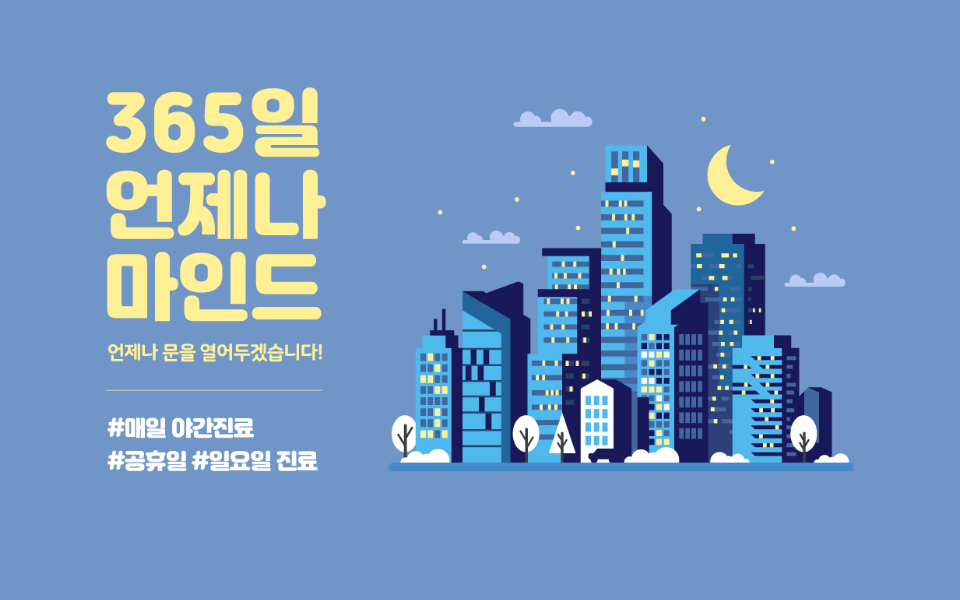 365일
언제나
마인드
언제나 문을 열어두겠습니다!
#매일 야간진료
#공휴일 #일요일 진료